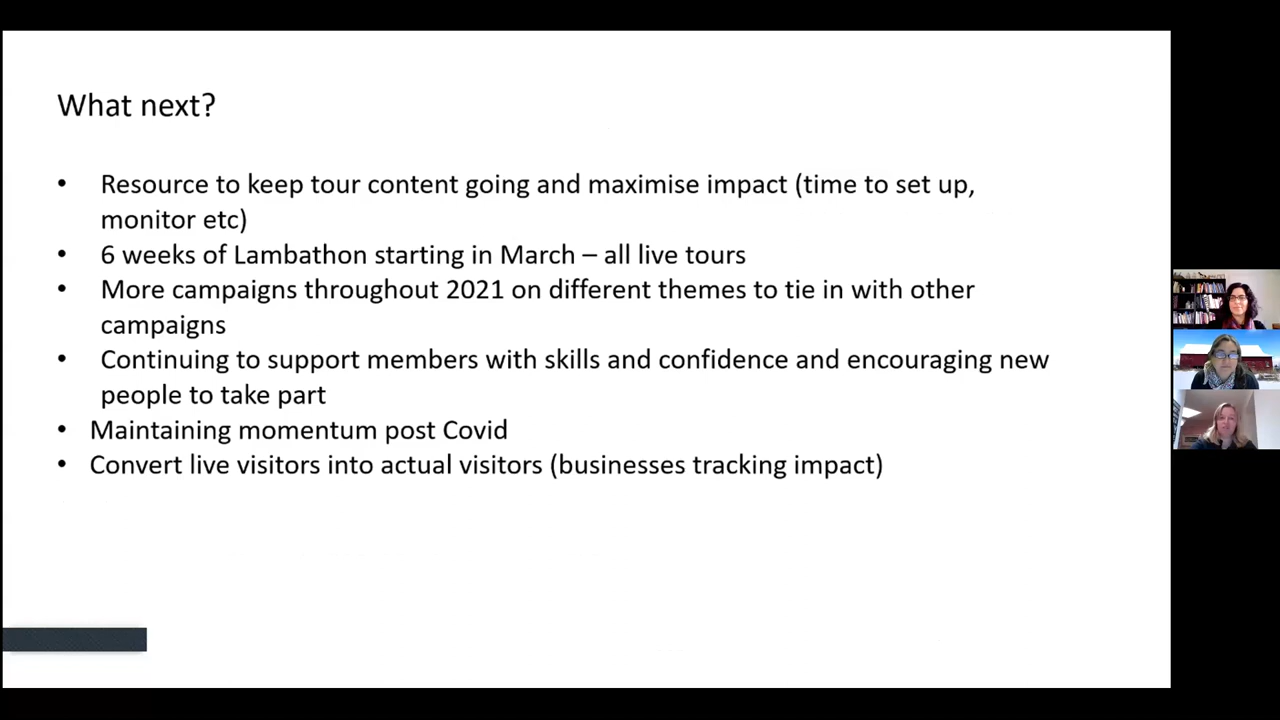 What next?
• Resource to keep tour content going and maximise impact (time to set up,
monitor etc)
• 6 weeks of Lambathon starting in March – all live tours
• More campaigns throughout 2021 on different themes to tie in with other
campaigns
• Continuing to support members with skills and confidence and encouraging new
people to take part
• Maintaining momentum post Covid
• Convert live visitors into actual visitors (businesses tracking impact)